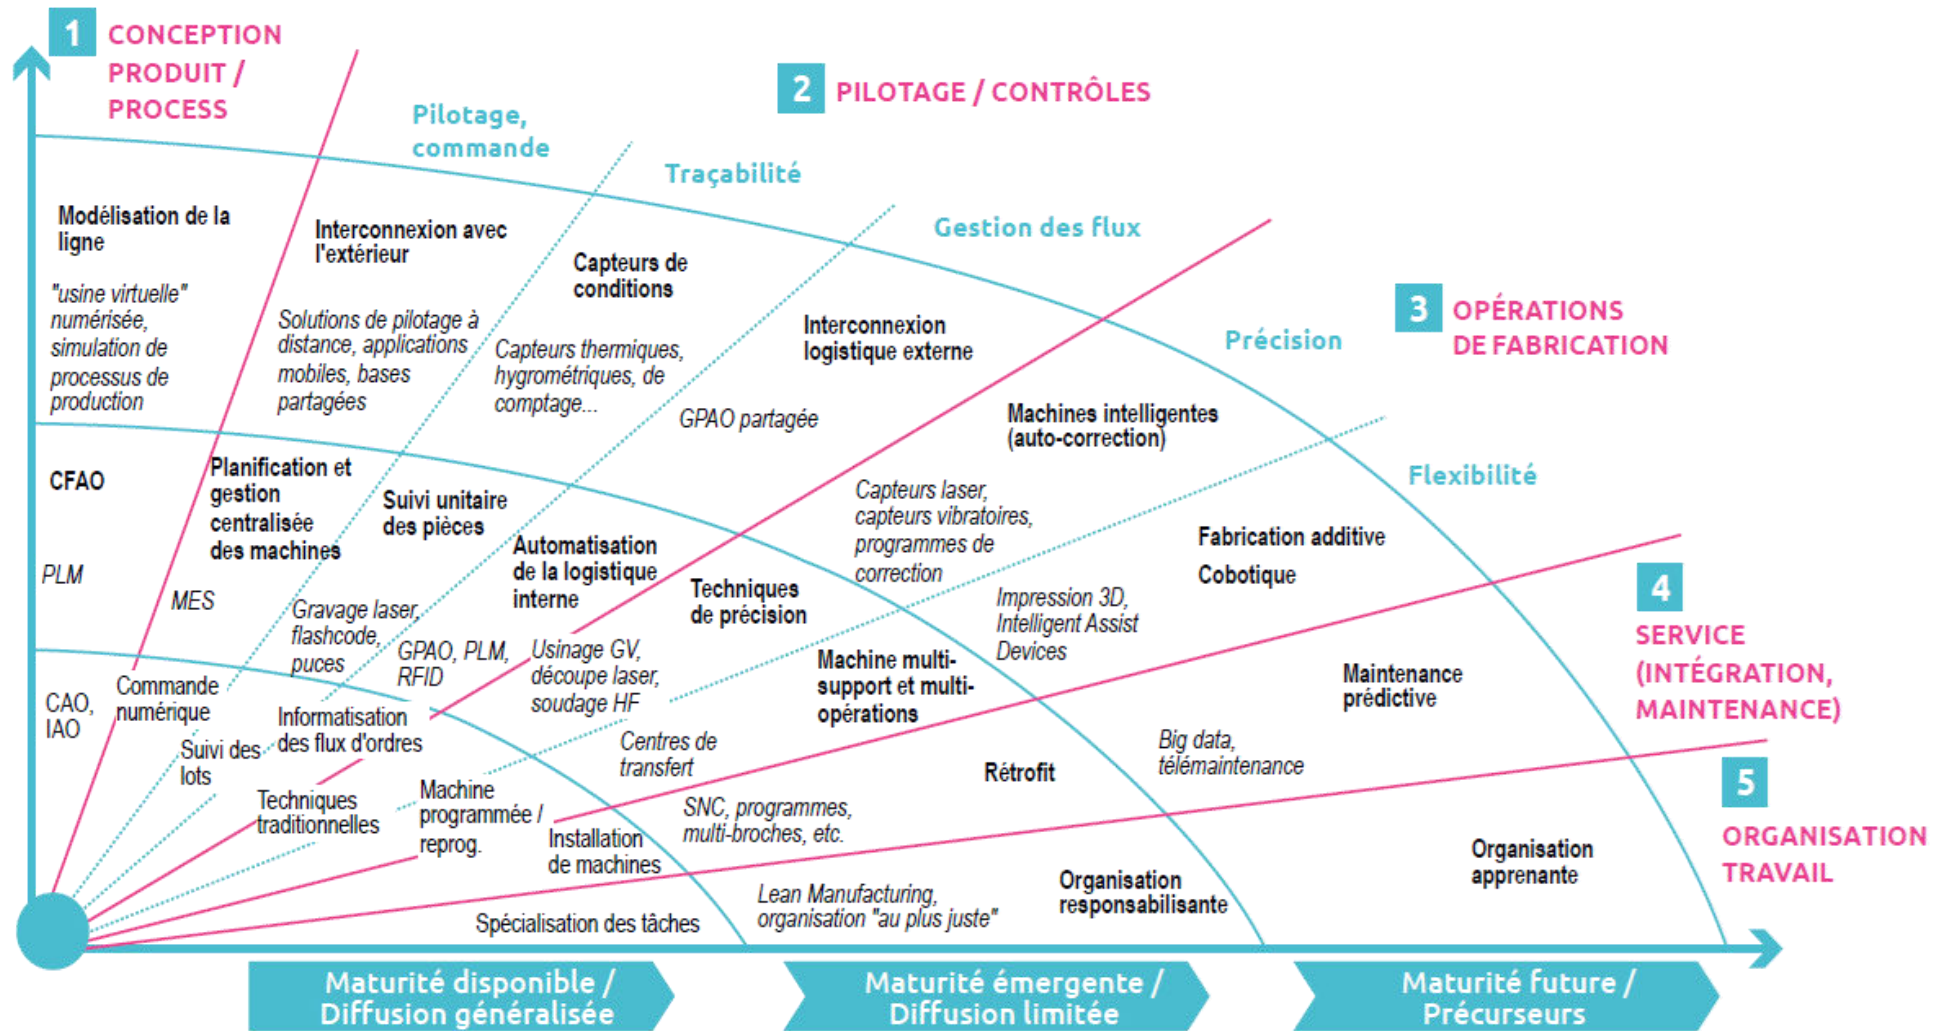 1
CONCEPTION
PRODUIT /
PROCESS
2
PILOTAGE / CONTRÔLES
Pilotage,
commande
Traçabilité
Gestion des flux
3
OPÉRATIONS
DE FABRICATION
Précision
Flexibilité
4
SERVICE
(INTÉGRATION,
MAINTENANCE)
5
ORGANISATION
TRAVAIL
Modélisation de la
ligne
"usine virtuelle"
numérisée,
simulation de
processus de
production
Interconnexion avec
l'extérieur
Solutions de pilotage à
distance, applications
mobiles, bases
partagées
Capteurs de
conditions
Capteurs thermiques,
hygrométriques, de
comptage...
Interconnexion
logistique externe
GPAO partagée
Machines intelligentes
(auto-correction)
Capteurs laser,
capteurs vibratoires,
programmes de
correction
Fabrication additive
Cobotique
Impression 3D,
Intelligent Assist
Devices
Maintenance
prédictive
Big data,
télémaintenance
Organisation
apprenante
CFAO
PLM
Planification et
gestion
centralisée
des machines
MES
Suivi unitaire
des pièces
Gravage laser,
flashcode,
puces
Automatisation
de la logistique
interne
GPAO, PLM,
RFID
Techniques
de précision
Usinage GV,
découpe laser,
soudage HF
Machine multi-
support et multi-
opérations
Centres de
transfert
Rétrofit
SNC, programmes,
multi-broches, etc.
Organisation
responsabilisante
Lean Manufacturing,
organisation "au plus juste"
CAO,
IAO
Commande
numérique
Suivi des
lots
Informatisation
des flux d'ordres
Techniques
traditionnelles
Machine
programmée /
reprog.
Installation
de machines
Spécialisation des tâches
Maturité disponible /
Diffusion généralisée
Maturité émergente /
Diffusion limitée
Maturité future /
Précurseurs